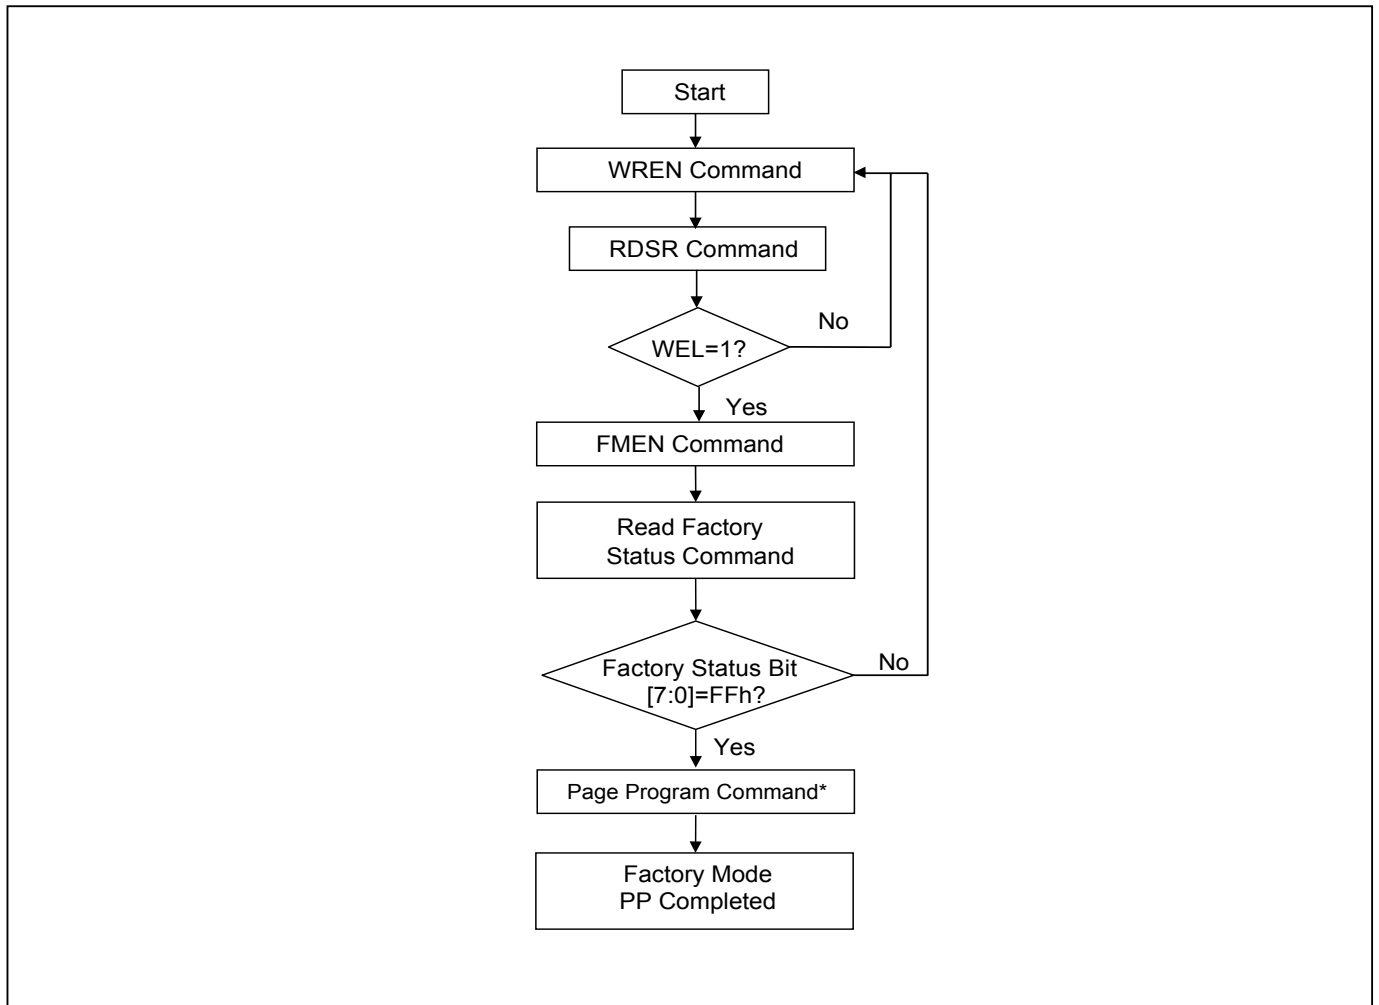 Start
WREN Command
RDSR Command
No
WEL=1?
Yes
FMEN Command
Read Factory
Status Command
Factory Status Bit
[7:0]=FFh?
No
Yes
Page Program Command*
Factory Mode
PP Completed